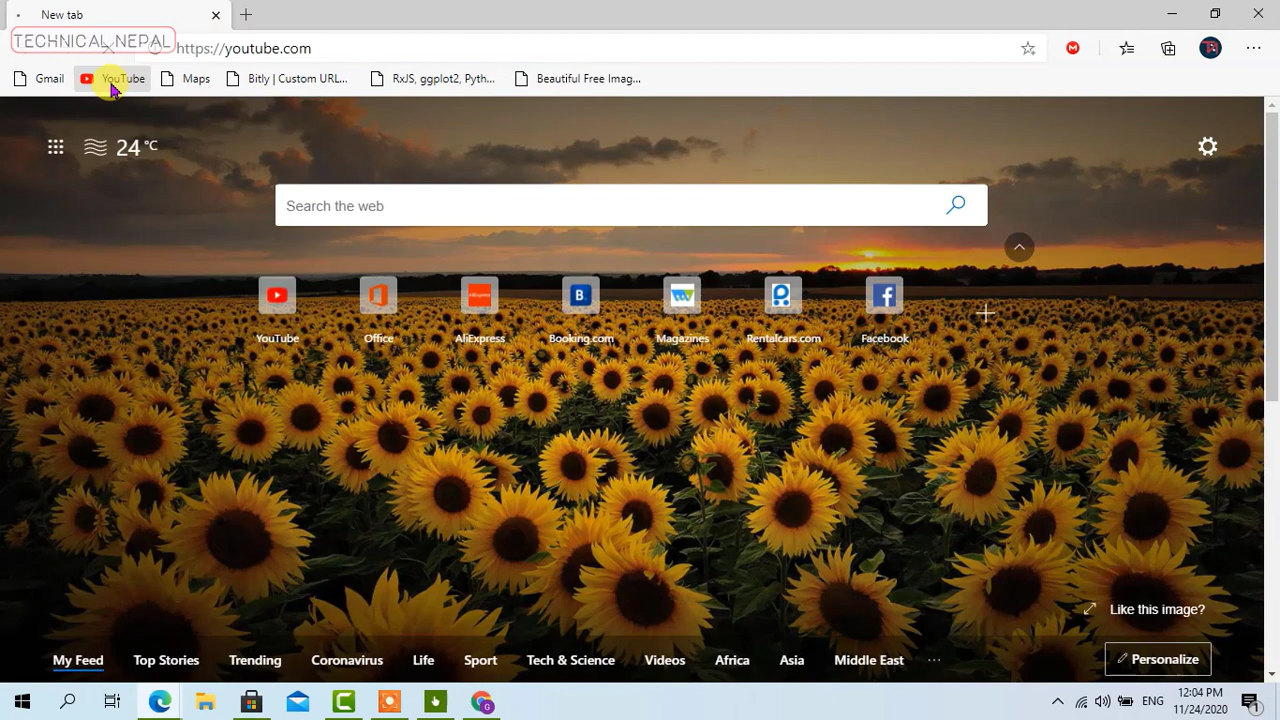 New tab
TECHNICAL NEPAL
https://youtube.com
Gmail
YouTube
Maps
Bitly | Custom URL...
RxJS, ggplot2, Pyth...
Beautiful Free Imag...
24 °C
Search the web
YouTube
Office
AliExpress
Booking.com
Magazines
Rentalcars.com
Facebook
Like this image?
My Feed
Top Stories
Trending
Coronavirus
Life
Sport
Tech & Science
Videos
Africa
Asia
Middle East
...
Personalize
ENG
12:04 PM
11/24/2020